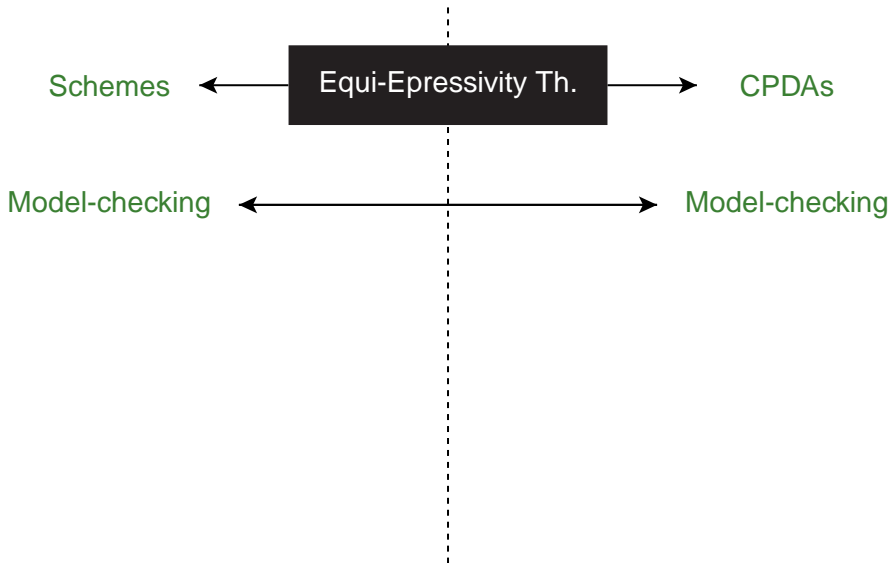 Schemes
Equi-Epressivity Th.
CPDAs
Model-checking
Model-checking